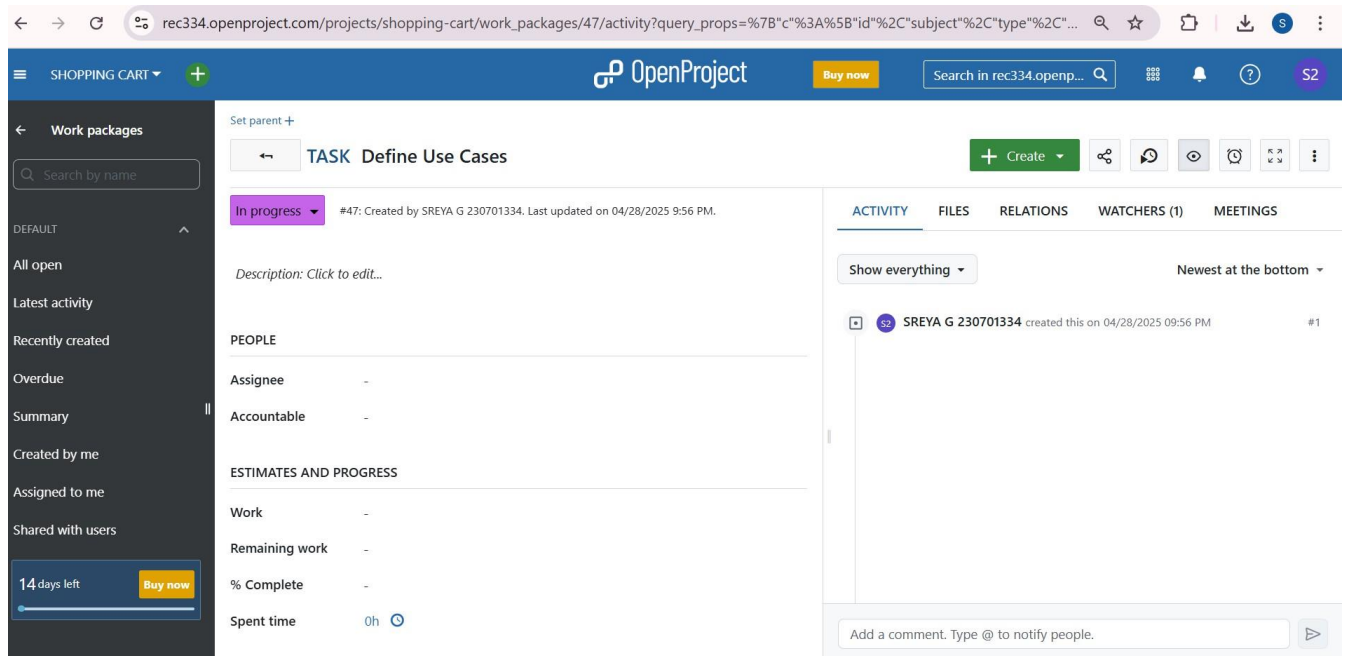 rec334.openproject.com/projects/shopping-cart/work_packages/47/activity?query_props=%7B"c"%3A%5B"id"%2C"subject"%2C"type"%2C"...
S
SHOPPING CART
OpenProject
Buy now
Search in rec334.openp...
S2
Work packages
Search by name
DEFAULT
All open
Latest activity
Recently created
Overdue
Summary
Created by me
Assigned to me
Shared with users
14 days left
Buy now
Set parent +
TASK Define Use Cases
+ Create
In progress
#47: Created by SREYA G 230701334. Last updated on 04/28/2025 9:56 PM.
Description: Click to edit...
PEOPLE
Assignee -
Accountable -
ESTIMATES AND PROGRESS
Work -
Remaining work -
% Complete -
Spent time 0h
ACTIVITY FILES RELATIONS WATCHERS (1) MEETINGS
Show everything
Newest at the bottom
S2 SREYA G 230701334 created this on 04/28/2025 09:56 PM #1
Add a comment. Type @ to notify people.